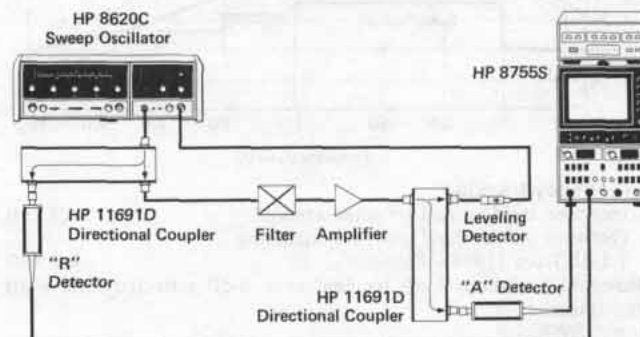 HP 8620C
Sweep Oscillator
HP 8755S
HP 11691D
Directional Coupler
Filter
Amplifier
Leveling
Detector
"R"
Detector
HP 11691D
Directional Coupler
"A" Detector